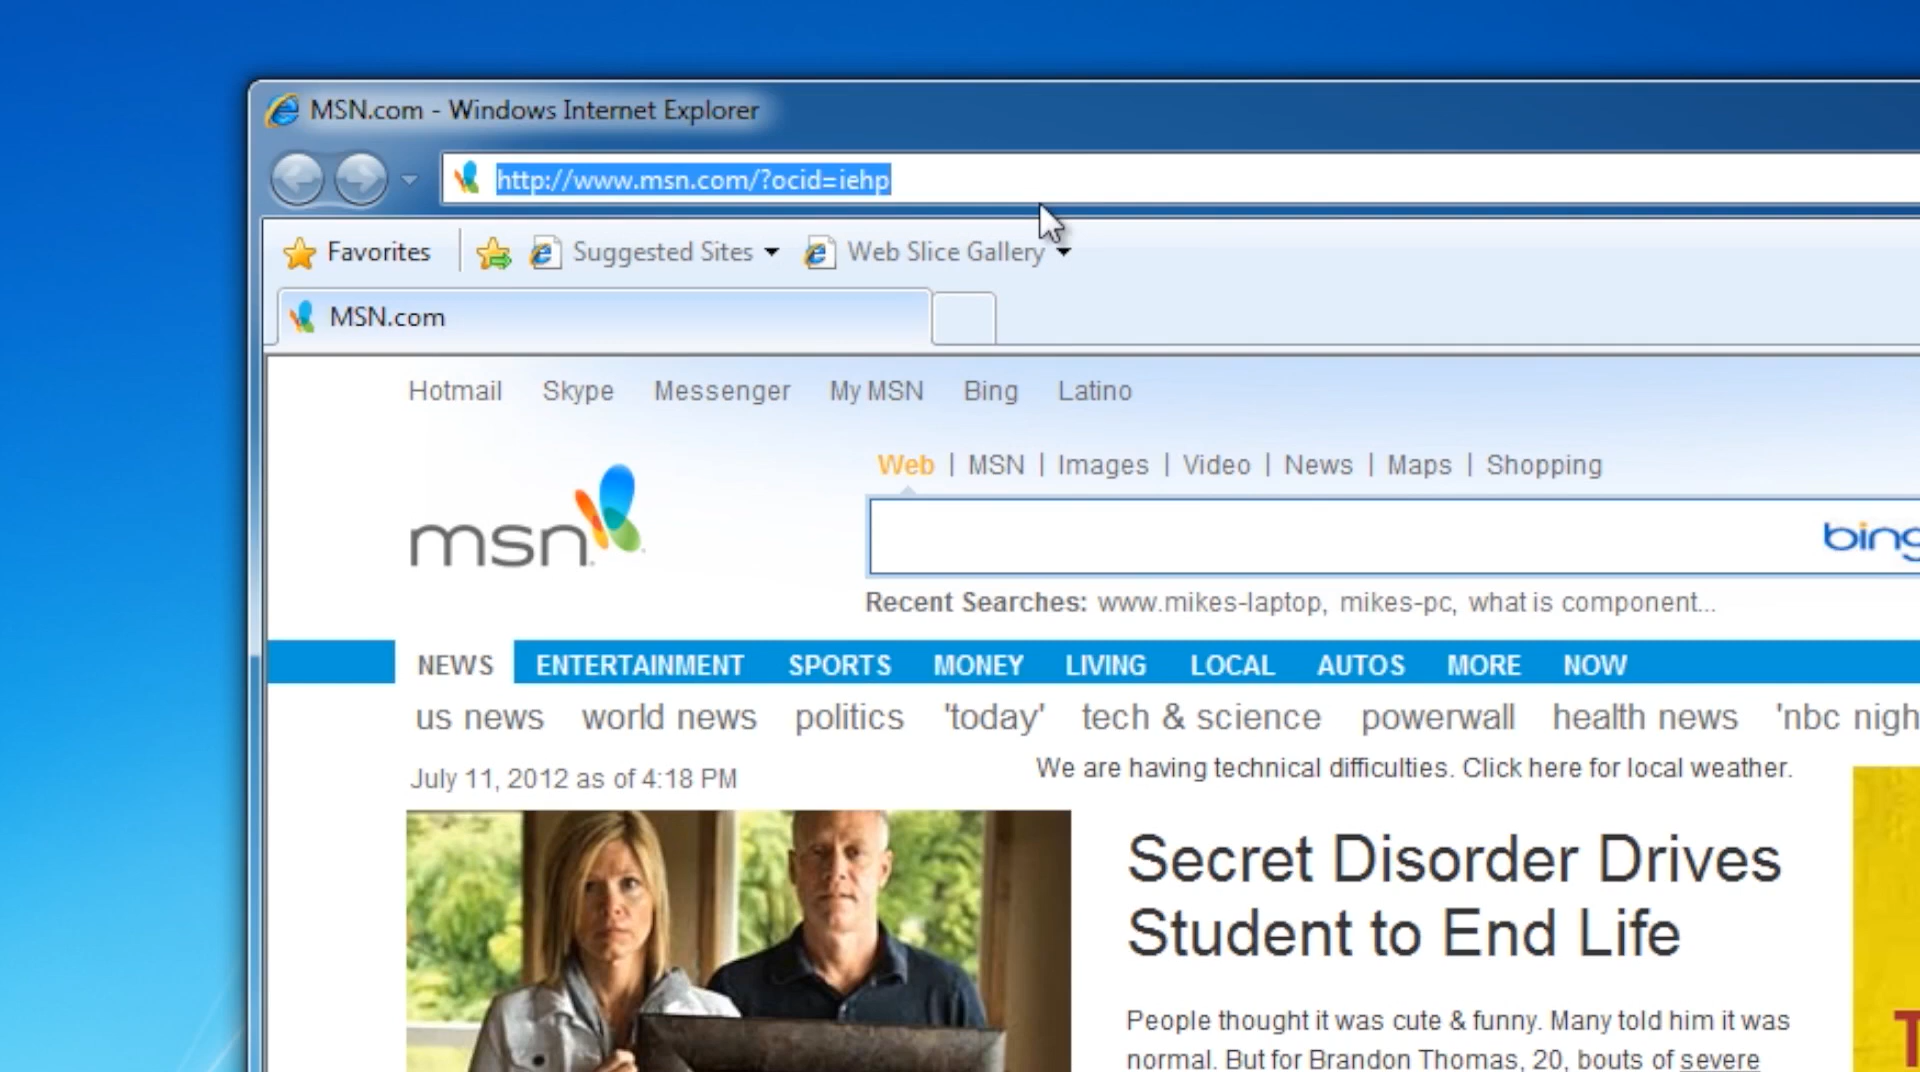 MSN.com - Windows Internet Explorer
http://www.msn.com/?ocid=iehp
Favorites Suggested Sites Web Slice Gallery
MSN.com
Hotmail Skype Messenger My MSN Bing Latino
Web | MSN | Images | Video | News | Maps | Shopping
msn
bing
Recent Searches: www.mikes-laptop, mikes-pc, what is component...
NEWS ENTERTAINMENT SPORTS MONEY LIVING LOCAL AUTOS MORE NOW
us news world news politics 'today' tech & science powerwall health news 'nbc nigh
July 11, 2012 as of 4:18 PM
We are having technical difficulties. Click here for local weather.
Secret Disorder Drives
Student to End Life
People thought it was cute & funny. Many told him it was
normal. But for Brandon Thomas, 20, bouts of severe